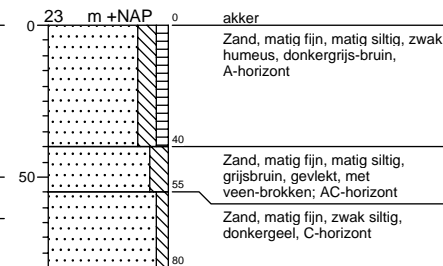 23 m +NAP
0
0
akker
Zand, matig fijn, matig siltig, zwak
humeus, donkergrijs-bruin,
A-horizont
40
Zand, matig fijn, matig siltig,
grijsbruin, gevlekt, met
veen-brokken; AC-horizont
50
55
Zand, matig fijn, zwak siltig,
donkergeel, C-horizont
80